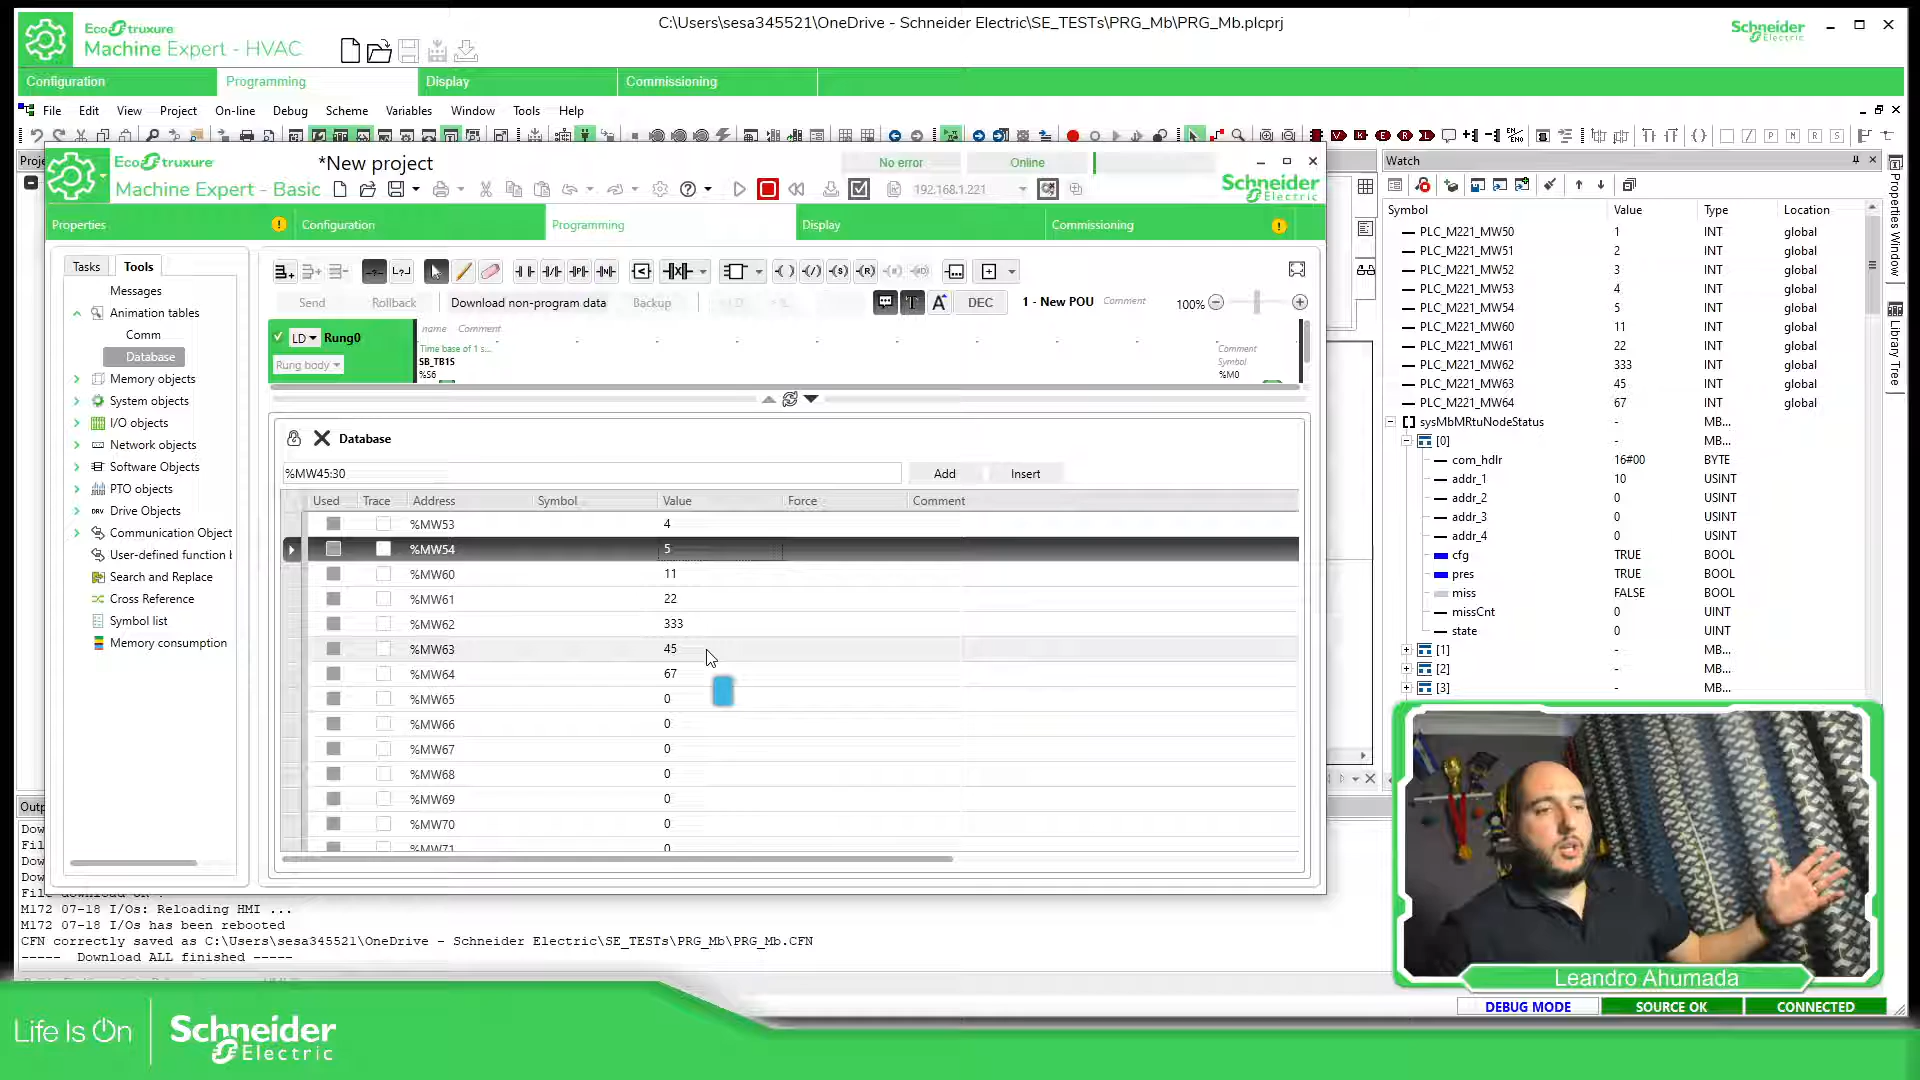 C:\Users\sesa345521\OneDrive - Schneider Electric\SE_TESTs\PRG_Mb\PRG_Mb.plcprj
EcoStruxure
Machine Expert - HVAC
Schneider Electric
Configuration Programming Display Commissioning
File Edit View Project On-line Debug Scheme Variables Window Tools Help
EcoStruxure
Machine Expert - Basic
*New project
No error Online
192.168.1.221
Schneider Electric
Properties Configuration Programming Display Commissioning
Tasks Tools
Messages
Animation tables
Comm
Database
Memory objects
System objects
I/O objects
Network objects
Software Objects
PTO objects
Drive Objects
DRV
Communication Object
User-defined function
Search and Replace
Cross Reference
Symbol list
Memory consumption
Send Rollback Download non-program data Backup
DEC 1 - New POU Comment 100%
LD Rung0
Rung body
name Comment
Time base of 1 s...
SB_TB1S
%S6
Comment
Symbol
%M0
Database
%MW45:30 Add Insert
Used Trace Address Symbol Value Force Comment
%MW53 4
%MW54 5
%MW60 11
%MW61 22
%MW62 333
%MW63 45
%MW64 67
%MW65 0
%MW66 0
%MW67 0
%MW68 0
%MW69 0
%MW70 0
%MW71 0
Watch
Symbol Value Type Location
PLC_M221_MW50 1 INT global
PLC_M221_MW51 2 INT global
PLC_M221_MW52 3 INT global
PLC_M221_MW53 4 INT global
PLC_M221_MW54 5 INT global
PLC_M221_MW60 11 INT global
PLC_M221_MW61 22 INT global
PLC_M221_MW62 333 INT global
PLC_M221_MW63 45 INT global
PLC_M221_MW64 67 INT global
sysMbMRtuNodeStatus - MB...
[0] - MB...
com_hdlr 16#00 BYTE
addr_1 10 USINT
addr_2 0 USINT
addr_3 0 USINT
addr_4 0 USINT
cfg TRUE BOOL
pres TRUE BOOL
miss FALSE BOOL
missCnt 0 UINT
state 0 UINT
[1] - MB...
[2] - MB...
[3] - MB...
Properties Window
Library Tree
M172 07-18 I/Os: Reloading HMI ...
M172 07-18 I/Os has been rebooted
CFN correctly saved as C:\Users\sesa345521\OneDrive - Schneider Electric\SE_TESTs\PRG_Mb\PRG_Mb.CFN
----- Download ALL finished -----
Leandro Ahumada
DEBUG MODE SOURCE OK CONNECTED
Life Is On
Schneider Electric